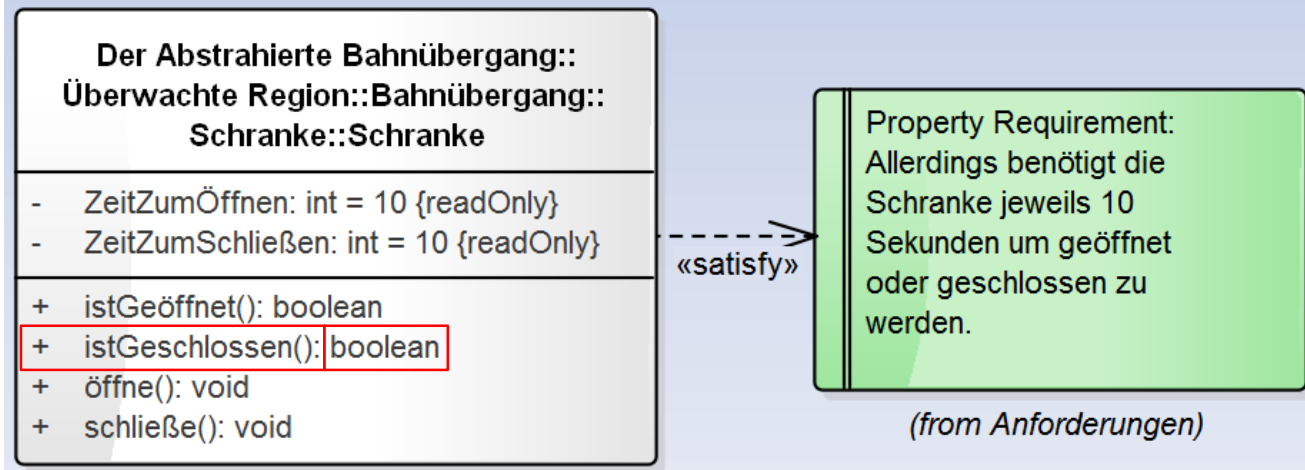 Der Abstrahierte Bahnübergang::
Überwachte Region::Bahnübergang::
Schranke::Schranke
- ZeitZumÖffnen: int = 10 {readOnly}
- ZeitZumSchließen: int = 10 {readOnly}
+ istGeöffnet(): boolean
+ istGeschlossen(): boolean
+ öffne(): void
+ schließe(): void
«satisfy»
Property Requirement:
Allerdings benötigt die
Schranke jeweils 10
Sekunden um geöffnet
oder geschlossen zu
werden.
(from Anforderungen)